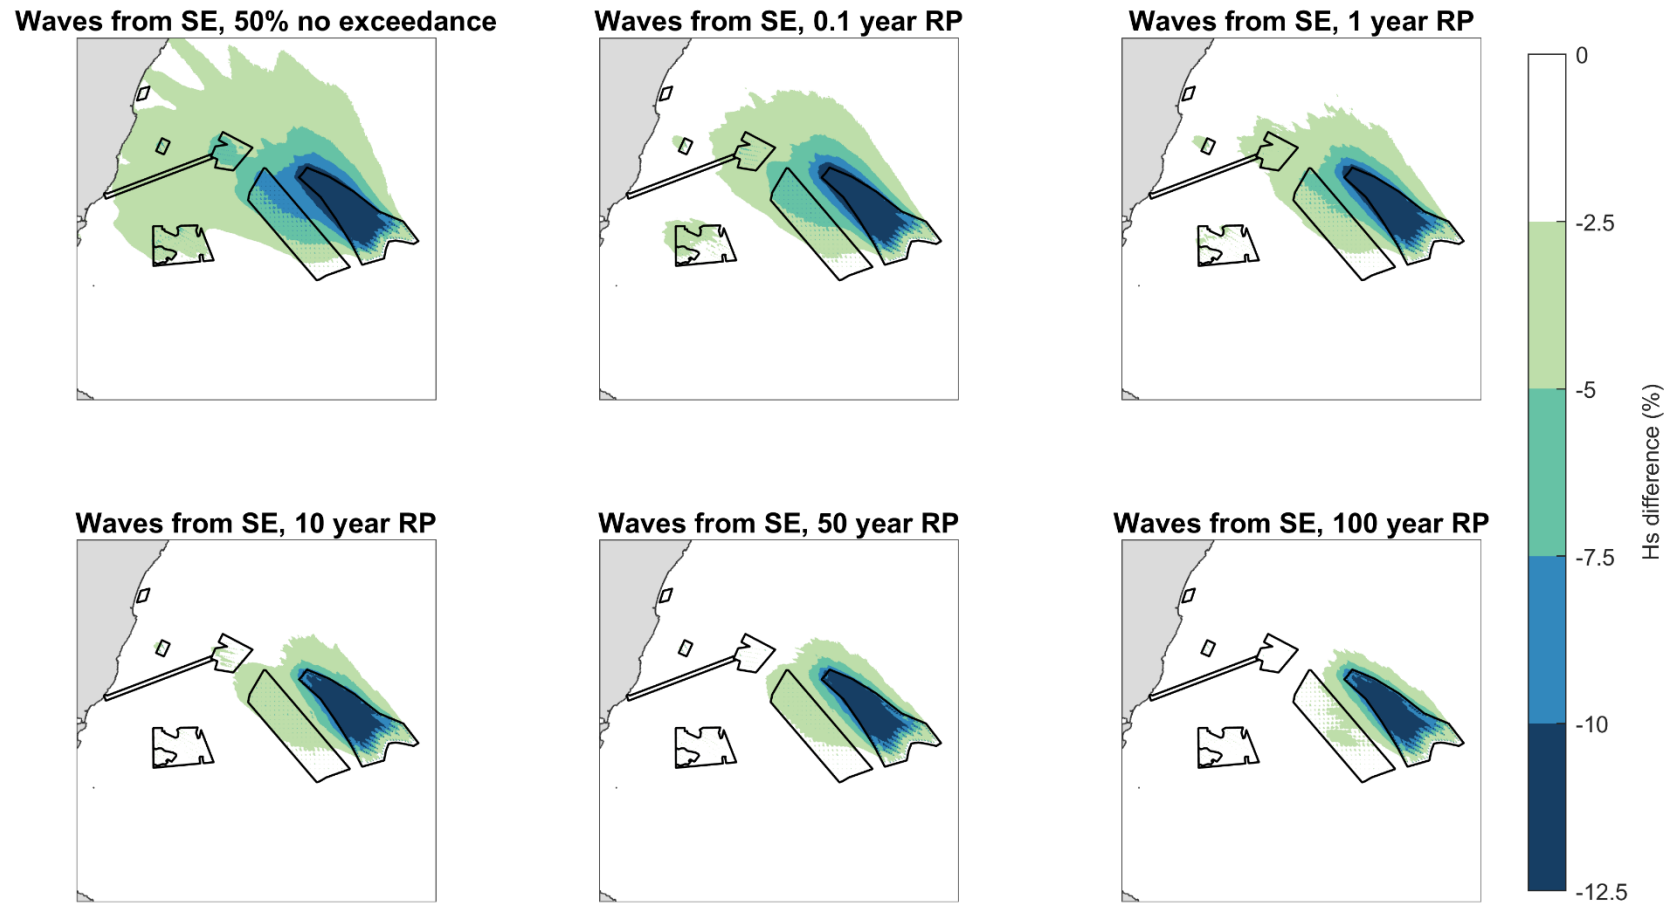 Waves from SE, 50% no exceedance
Waves from SE, 0.1 year RP
Waves from SE, 1 year RP
0
-2.5
-5
-7.5
-10
-12.5
Hs difference (%)
Waves from SE, 10 year RP
Waves from SE, 50 year RP
Waves from SE, 100 year RP